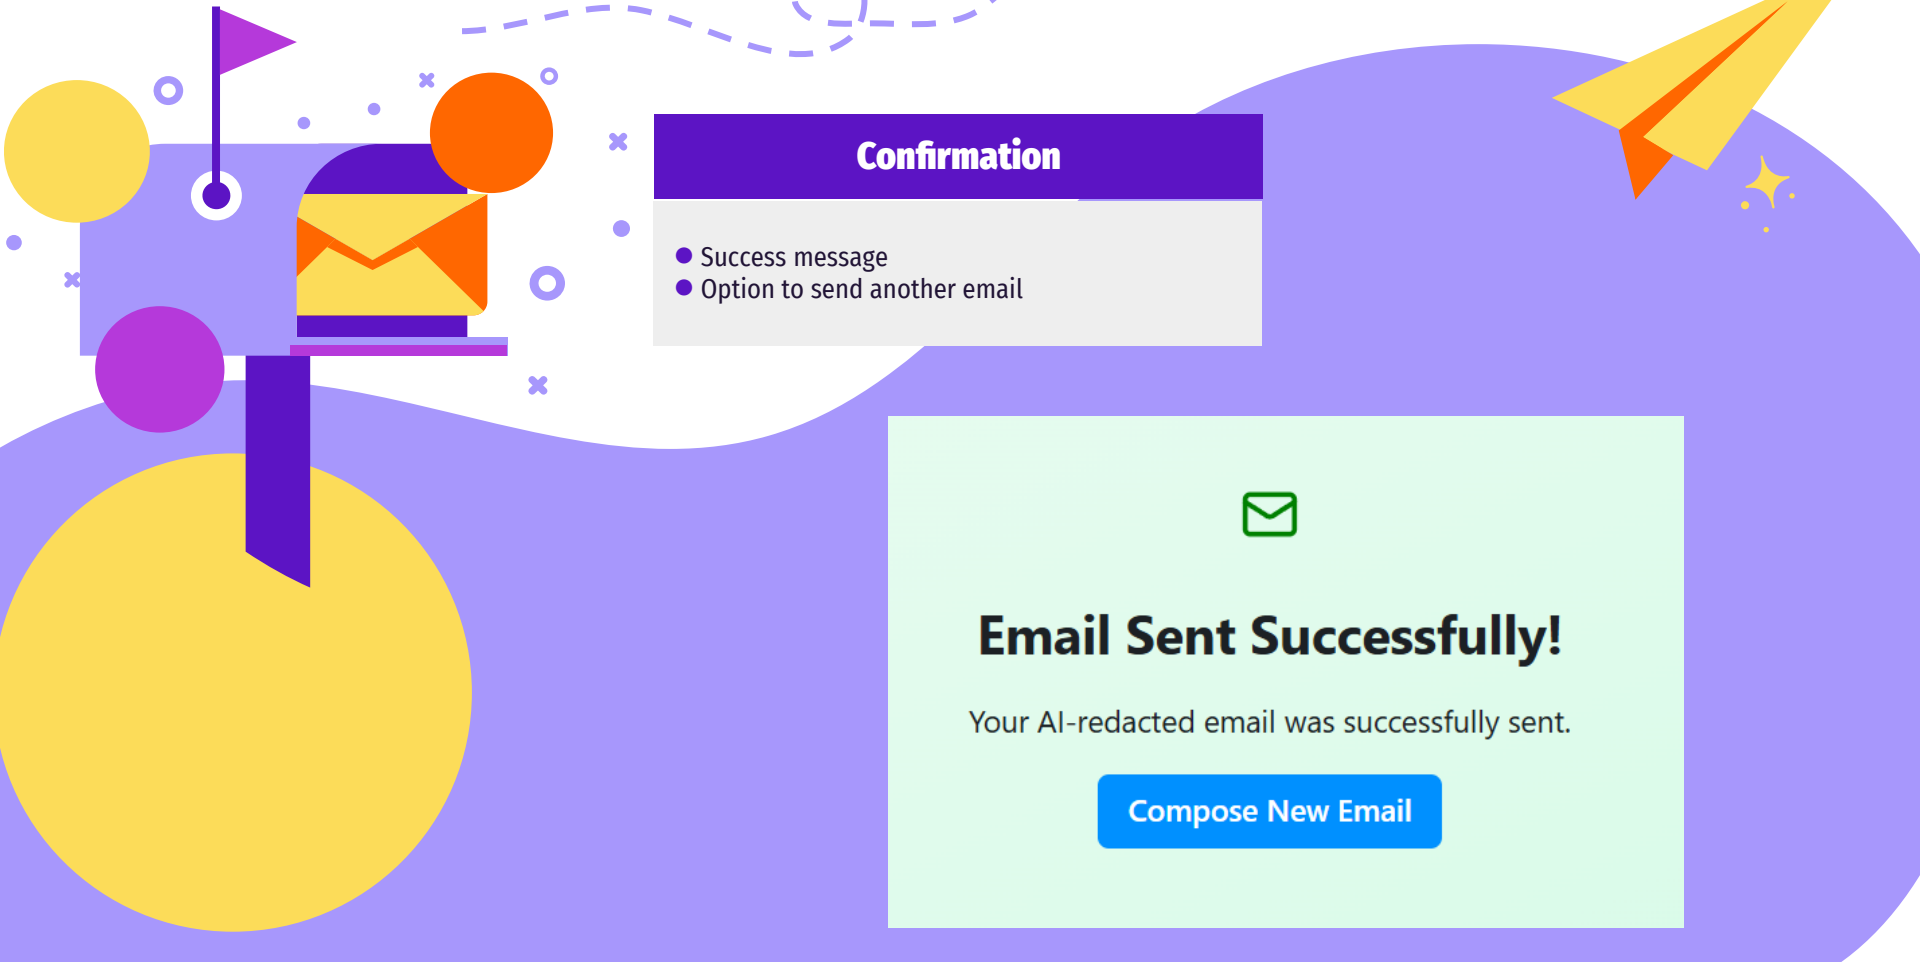 Confirmation
Success message
Option to send another email
Email Sent Successfully!
Your AI-redacted email was successfully sent.
Compose New Email